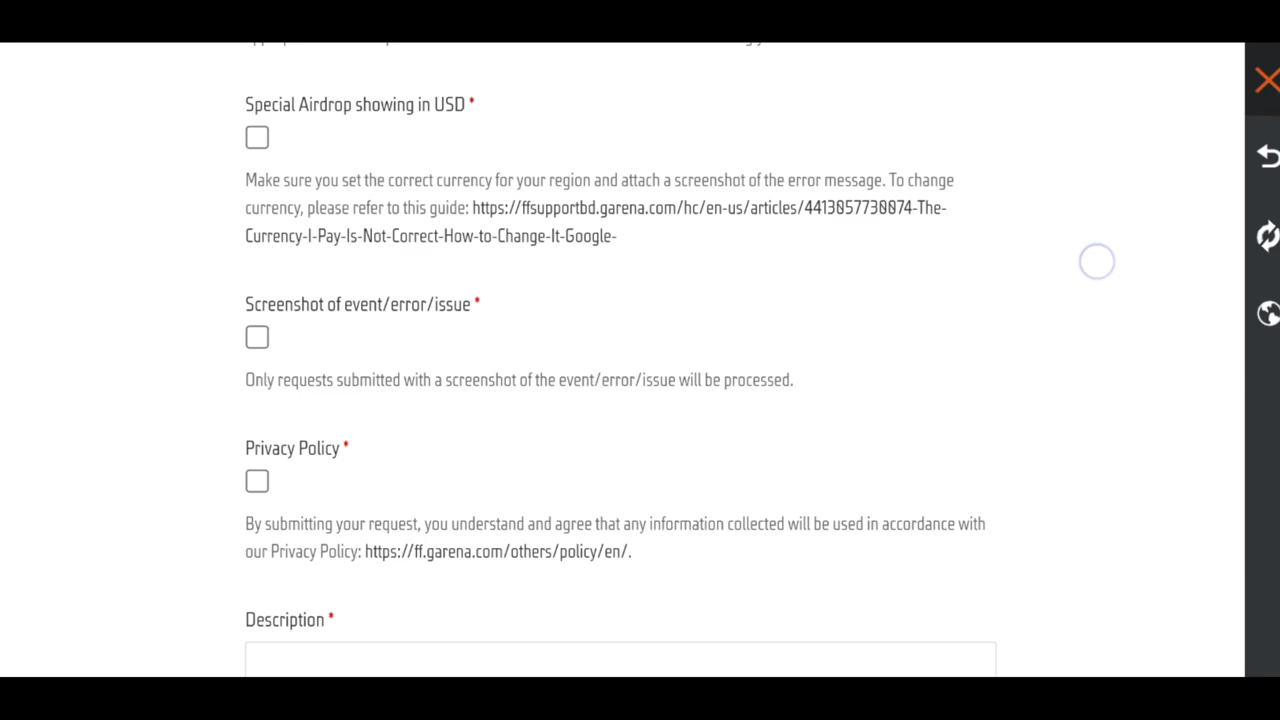 Special Airdrop showing in USD *
Make sure you set the correct currency for your region and attach a screenshot of the error message. To change
currency, please refer to this guide: https://ffsupportbd.garena.com/hc/en-us/articles/4413057730074-The-
Currency-I-Pay-Is-Not-Correct-How-to-Change-It-Google-
Screenshot of event/error/issue *
Only requests submitted with a screenshot of the event/error/issue will be processed.
Privacy Policy *
By submitting your request, you understand and agree that any information collected will be used in accordance with
our Privacy Policy: https://ff.garena.com/others/policy/en/.
Description *